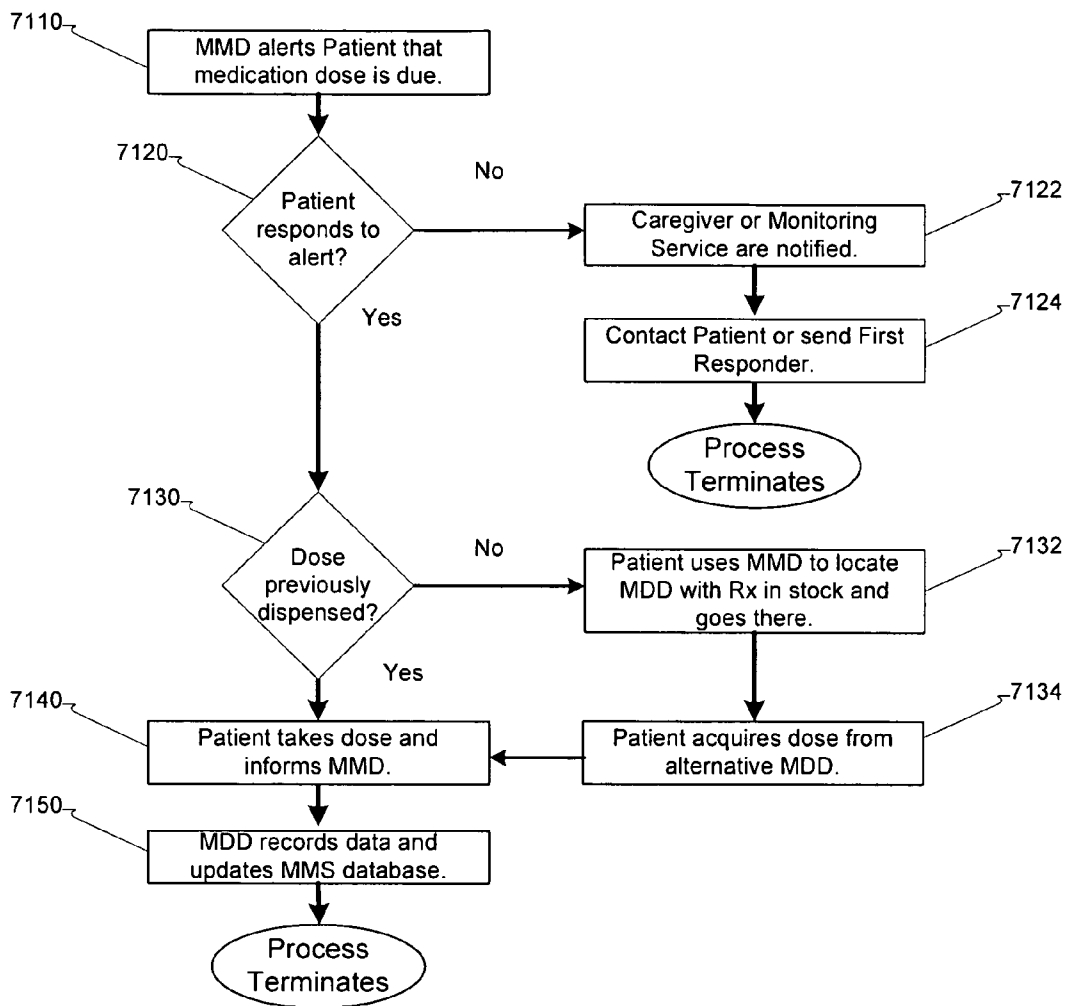 7110
MMD alerts Patient that
medication dose is due.
7120
Patient
responds to
alert?
No
Yes
Caregiver or Monitoring
Service are notified.
7122
Contact Patient or send First
Responder.
7124
Process
Terminates
7130
Dose
previously
dispensed?
No
Yes
Patient uses MMD to locate
MDD with Rx in stock and
goes there.
7132
Patient acquires dose from
alternative MDD.
7134
7140
Patient takes dose and
informs MMD.
7150
MDD records data and
updates MMS database.
Process
Terminates